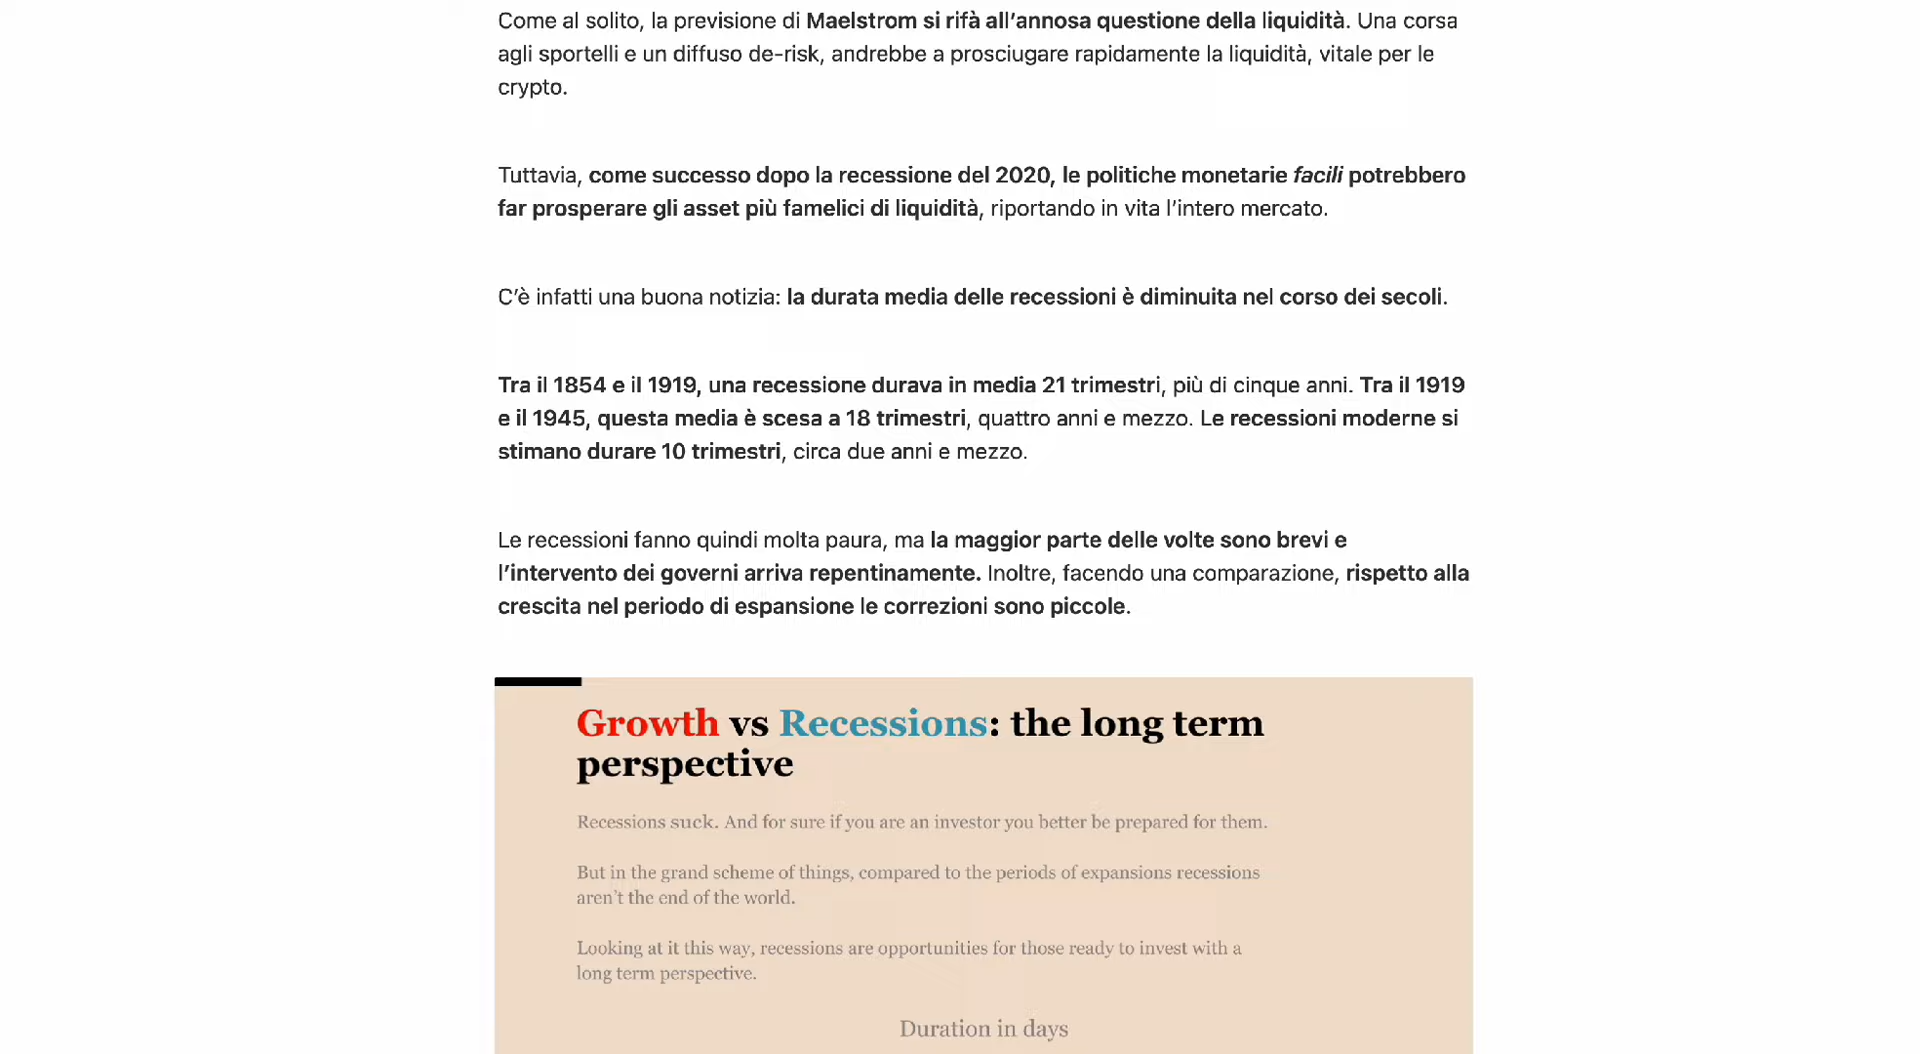 Come al solito, la previsione di Maelstrom si rifà all’annosa questione della liquidità. Una corsa
agli sportelli e un diffuso de-risk, andrebbe a prosciugare rapidamente la liquidità, vitale per le
crypto.
Tuttavia, come successo dopo la recessione del 2020, le politiche monetarie facili potrebbero
far prosperare gli asset più famelici di liquidità, riportando in vita l’intero mercato.
C’è infatti una buona notizia: la durata media delle recessioni è diminuita nel corso dei secoli.
Tra il 1854 e il 1919, una recessione durava in media 21 trimestri, più di cinque anni. Tra il 1919
e il 1945, questa media è scesa a 18 trimestri, quattro anni e mezzo. Le recessioni moderne si
stimano durare 10 trimestri, circa due anni e mezzo.
Le recessioni fanno quindi molta paura, ma la maggior parte delle volte sono brevi e
l’intervento dei governi arriva repentinamente. Inoltre, facendo una comparazione, rispetto alla
crescita nel periodo di espansione le correzioni sono piccole.
Growth vs Recessions: the long term
perspective
Recessions suck. And for sure if you are an investor you better be prepared for them.
But in the grand scheme of things, compared to the periods of expansions recessions
aren’t the end of the world.
Looking at it this way, recessions are opportunities for those ready to invest with a
long term perspective.
Duration in days